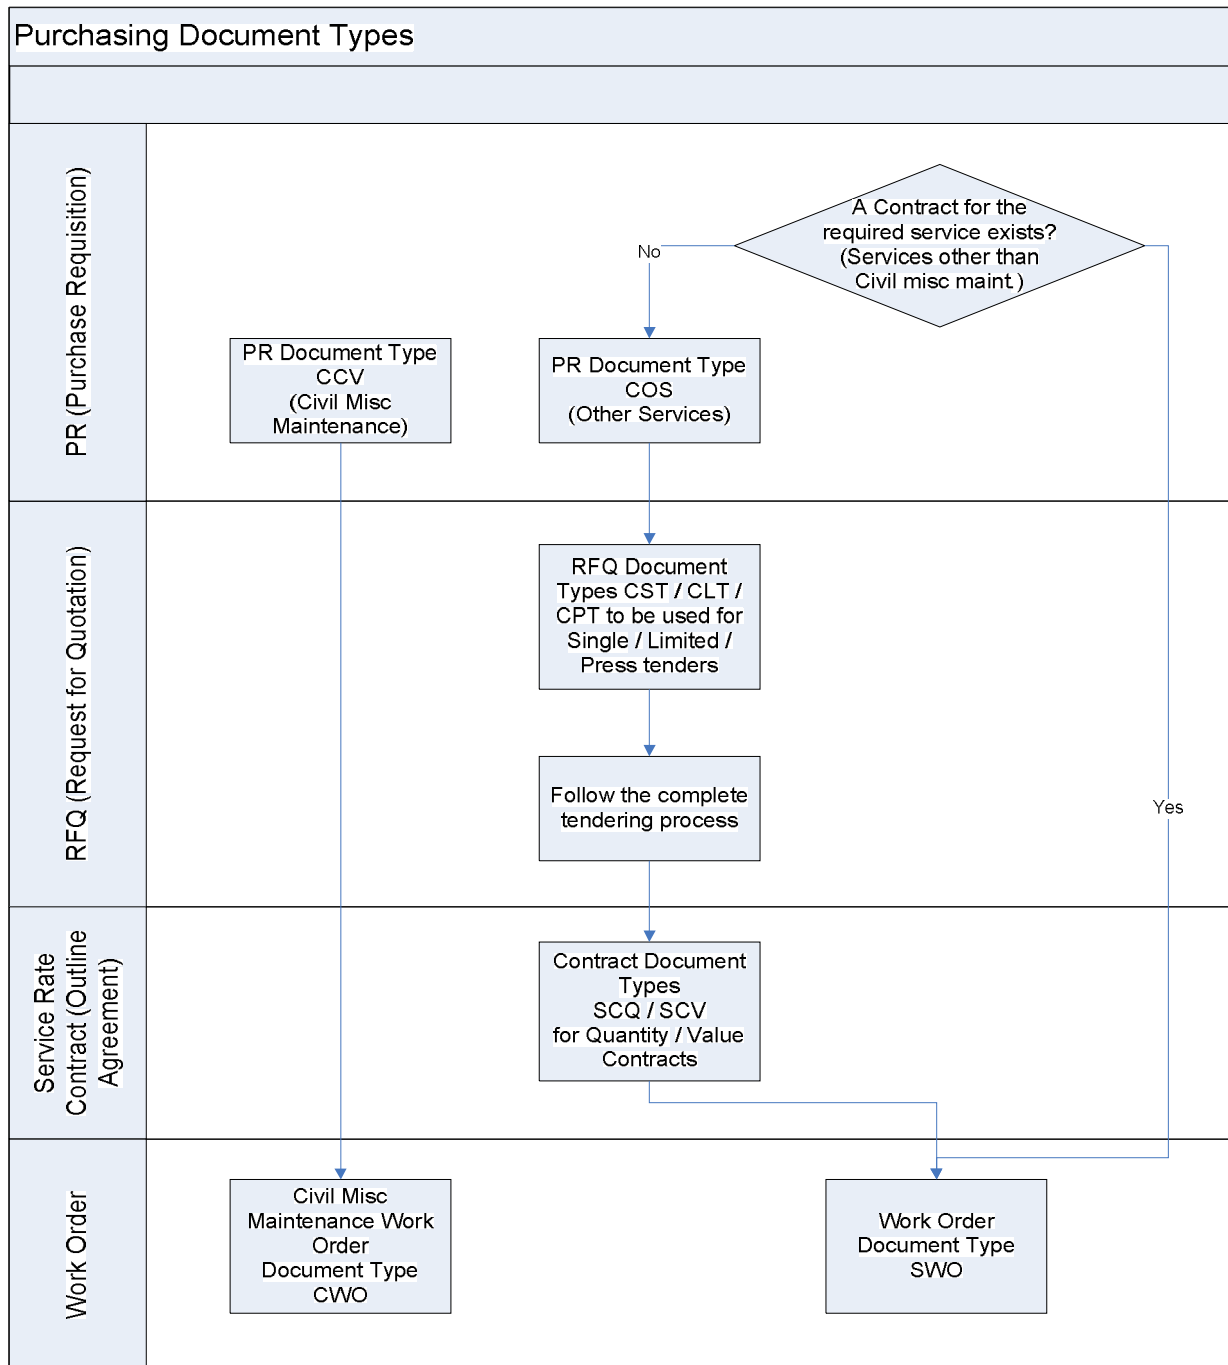 Purchasing Document Types
PR (Purchase Requisition)
A Contract for the
required service exists?
(Services other than
Civil misc maint.)
No
PR Document Type
CCV
(Civil Misc
Maintenance)
PR Document Type
COS
(Other Services)
RFQ (Request for Quotation)
RFQ Document
Types CST / CLT /
CPT to be used for
Single / Limited /
Press tenders
Follow the complete
tendering process
Yes
Service Rate
Contract (Outline
Agreement)
Contract Document
Types
SCQ / SCV
for Quantity / Value
Contracts
Work Order
Civil Misc
Maintenance Work
Order
Document Type
CWO
Work Order
Document Type
SWO